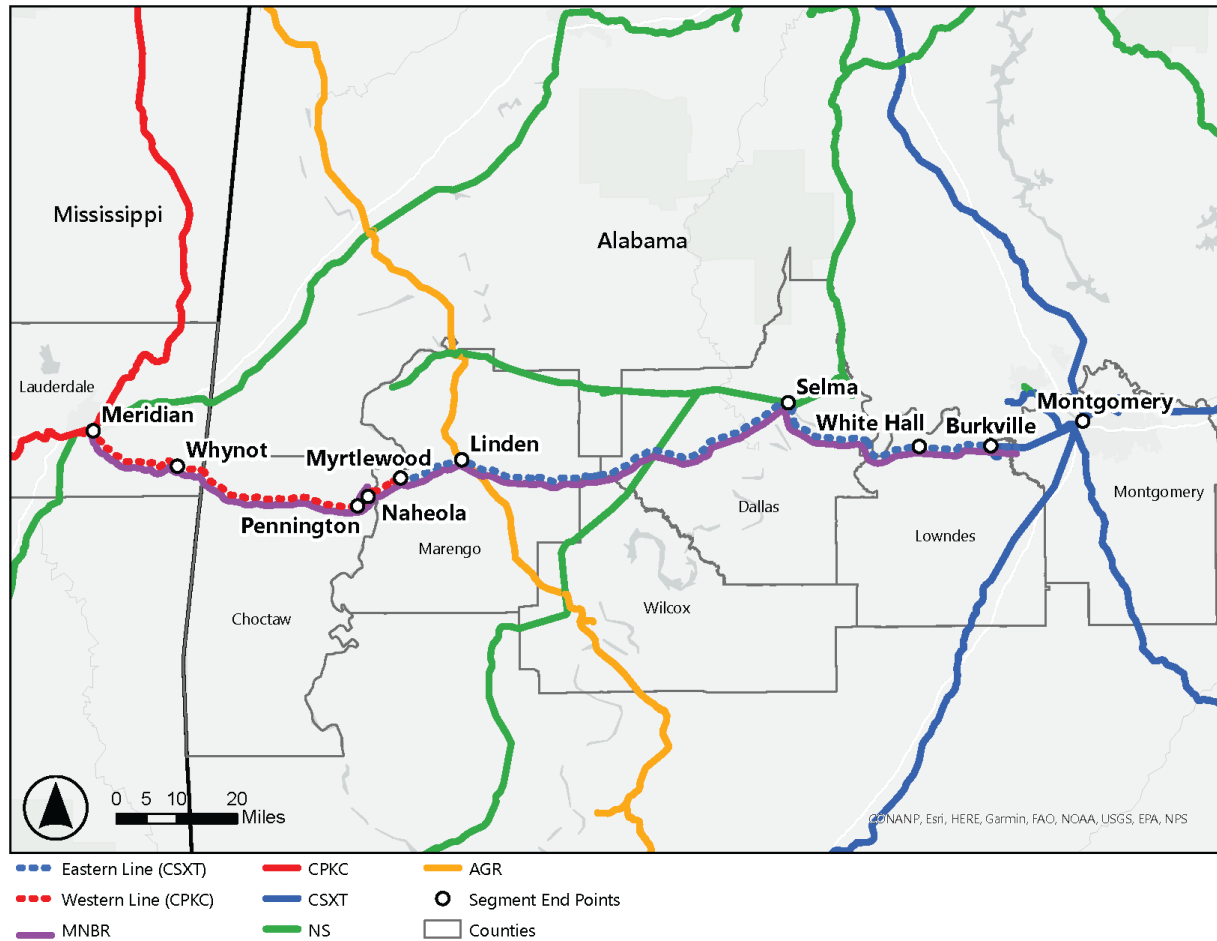 Mississippi
Alabama
Lauderdale
Meridian
Selma
Montgomery
White Hall
Burkville
Whynot
Myrtlewood
Linden
Pennington
Naheola
Montgomery
Dallas
Lowndes
Marengo
Choctaw
Wilcox
0 5 10 20
Miles
CONANP, Esri, HERE, Garmin, FAO, NOAA, USGS, EPA, NPS
Eastern Line (CSXT)
CPKC
AGR
Western Line (CPKC)
CSXT
Segment End Points
MNBR
NS
Counties